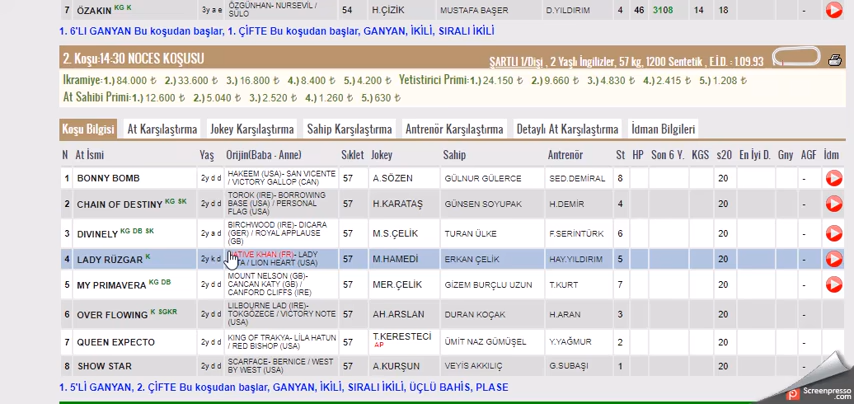 7 ÖZAKIN KG K 3y a e ÖZGÜNHAN- NURSEVİL / SÜLO 54 H.ÇİZİK MUSTAFA BAŞER D.YILDIRIM 4 46 3108 14 18 -
1. 6'LI GANYAN Bu koşudan başlar, 1. ÇİFTE Bu koşudan başlar, GANYAN, İKİLİ, SIRALI İKİLİ
2. Koşu:14:30 NOCES KOŞUSU ŞARTLI 1/Dişi , 2 Yaşlı İngilizler, 57 kg, 1200 Sentetik , E.İ.D. : 1.09.93
Ikramiye: 1.) 84.000 ₺ 2.) 33.600 ₺ 3.) 16.800 ₺ 4.) 8.400 ₺ 5.) 4.200 ₺ Yetistirici Primi: 1.) 24.150 ₺ 2.) 9.660 ₺ 3.) 4.830 ₺ 4.) 2.415 ₺ 5.) 1.208 ₺
At Sahibi Primi: 1.) 12.600 ₺ 2.) 5.040 ₺ 3.) 2.520 ₺ 4.) 1.260 ₺ 5.) 630 ₺
Koşu Bilgisi At Karşılaştırma Jokey Karşılaştırma Sahip Karşılaştırma Antrenör Karşılaştırma Detaylı At Karşılaştırma İdman Bilgileri
N At İsmi Yaş Orijin(Baba - Anne) Sıklet Jokey Sahip Antrenör St HP Son 6 Y. KGS s20 En İyi D. Gny AGF İdm
1 BONNY BOMB 2y d d HAKEEM (USA)- SAN VICENTE / VICTORY GALLOP (CAN) 57 A.SÖZEN GÜLNUR GÜLERCE SED.DEMİRAL 8 20 -
2 CHAIN OF DESTINY KG SK 2y d d TOROK (IRE)- BORROWING BASE (USA) / PERSONAL FLAG (USA) 57 H.KARATAŞ GÜNSEN SOYUPAK H.DEMİR 4 20 -
3 DIVINELY KG DB SK 2y a d BIRCHWOOD (IRE)- DICARA (GER) / ROYAL APPLAUSE (GB) 57 M.S.ÇELİK TURAN ÜLKE F.SERİNTÜRK 6 20 -
4 LADY RÜZGAR K 2y k d NATIVE KHAN (FR)- LADY / LION HEART (USA) 57 M.HAMEDİ ERKAN ÇELİK HAY.YILDIRIM 5 20 -
5 MY PRIMAVERA KG DB 2y d d MOUNT NELSON (GB)- CANCAN KATY (GB) / CANFORD CLIFFS (IRE) 57 MER.ÇELİK GİZEM BURÇLU UZUN T.KURT 7 20 -
6 OVER FLOWING K SGKR 2y d d LILBOURNE LAD (IRE)- TOKGÖZECE / VICTORY NOTE (USA) 57 AH.ARSLAN DURAN KOÇAK H.ARAN 3 20 -
7 QUEEN EXPECTO 2y d d KING OF TRAKYA- LİLA HATUN / RED BISHOP (USA) 57 T.KERESTECİ AP ÜMİT NAZ GÜMÜŞEL Y.YAĞMUR 2 20 -
8 SHOW STAR 2y d d SCARFACE- BERNICE / WEST BY WEST (USA) 57 A.KURŞUN VEYİS AKKILIÇ G.SUBAŞI 1 20 -
1. 5'Lİ GANYAN, 2. ÇİFTE Bu koşudan başlar, GANYAN, İKİLİ, SIRALI İKİLİ, ÜÇLÜ BAHİS, PLASE
Screenpresso.com